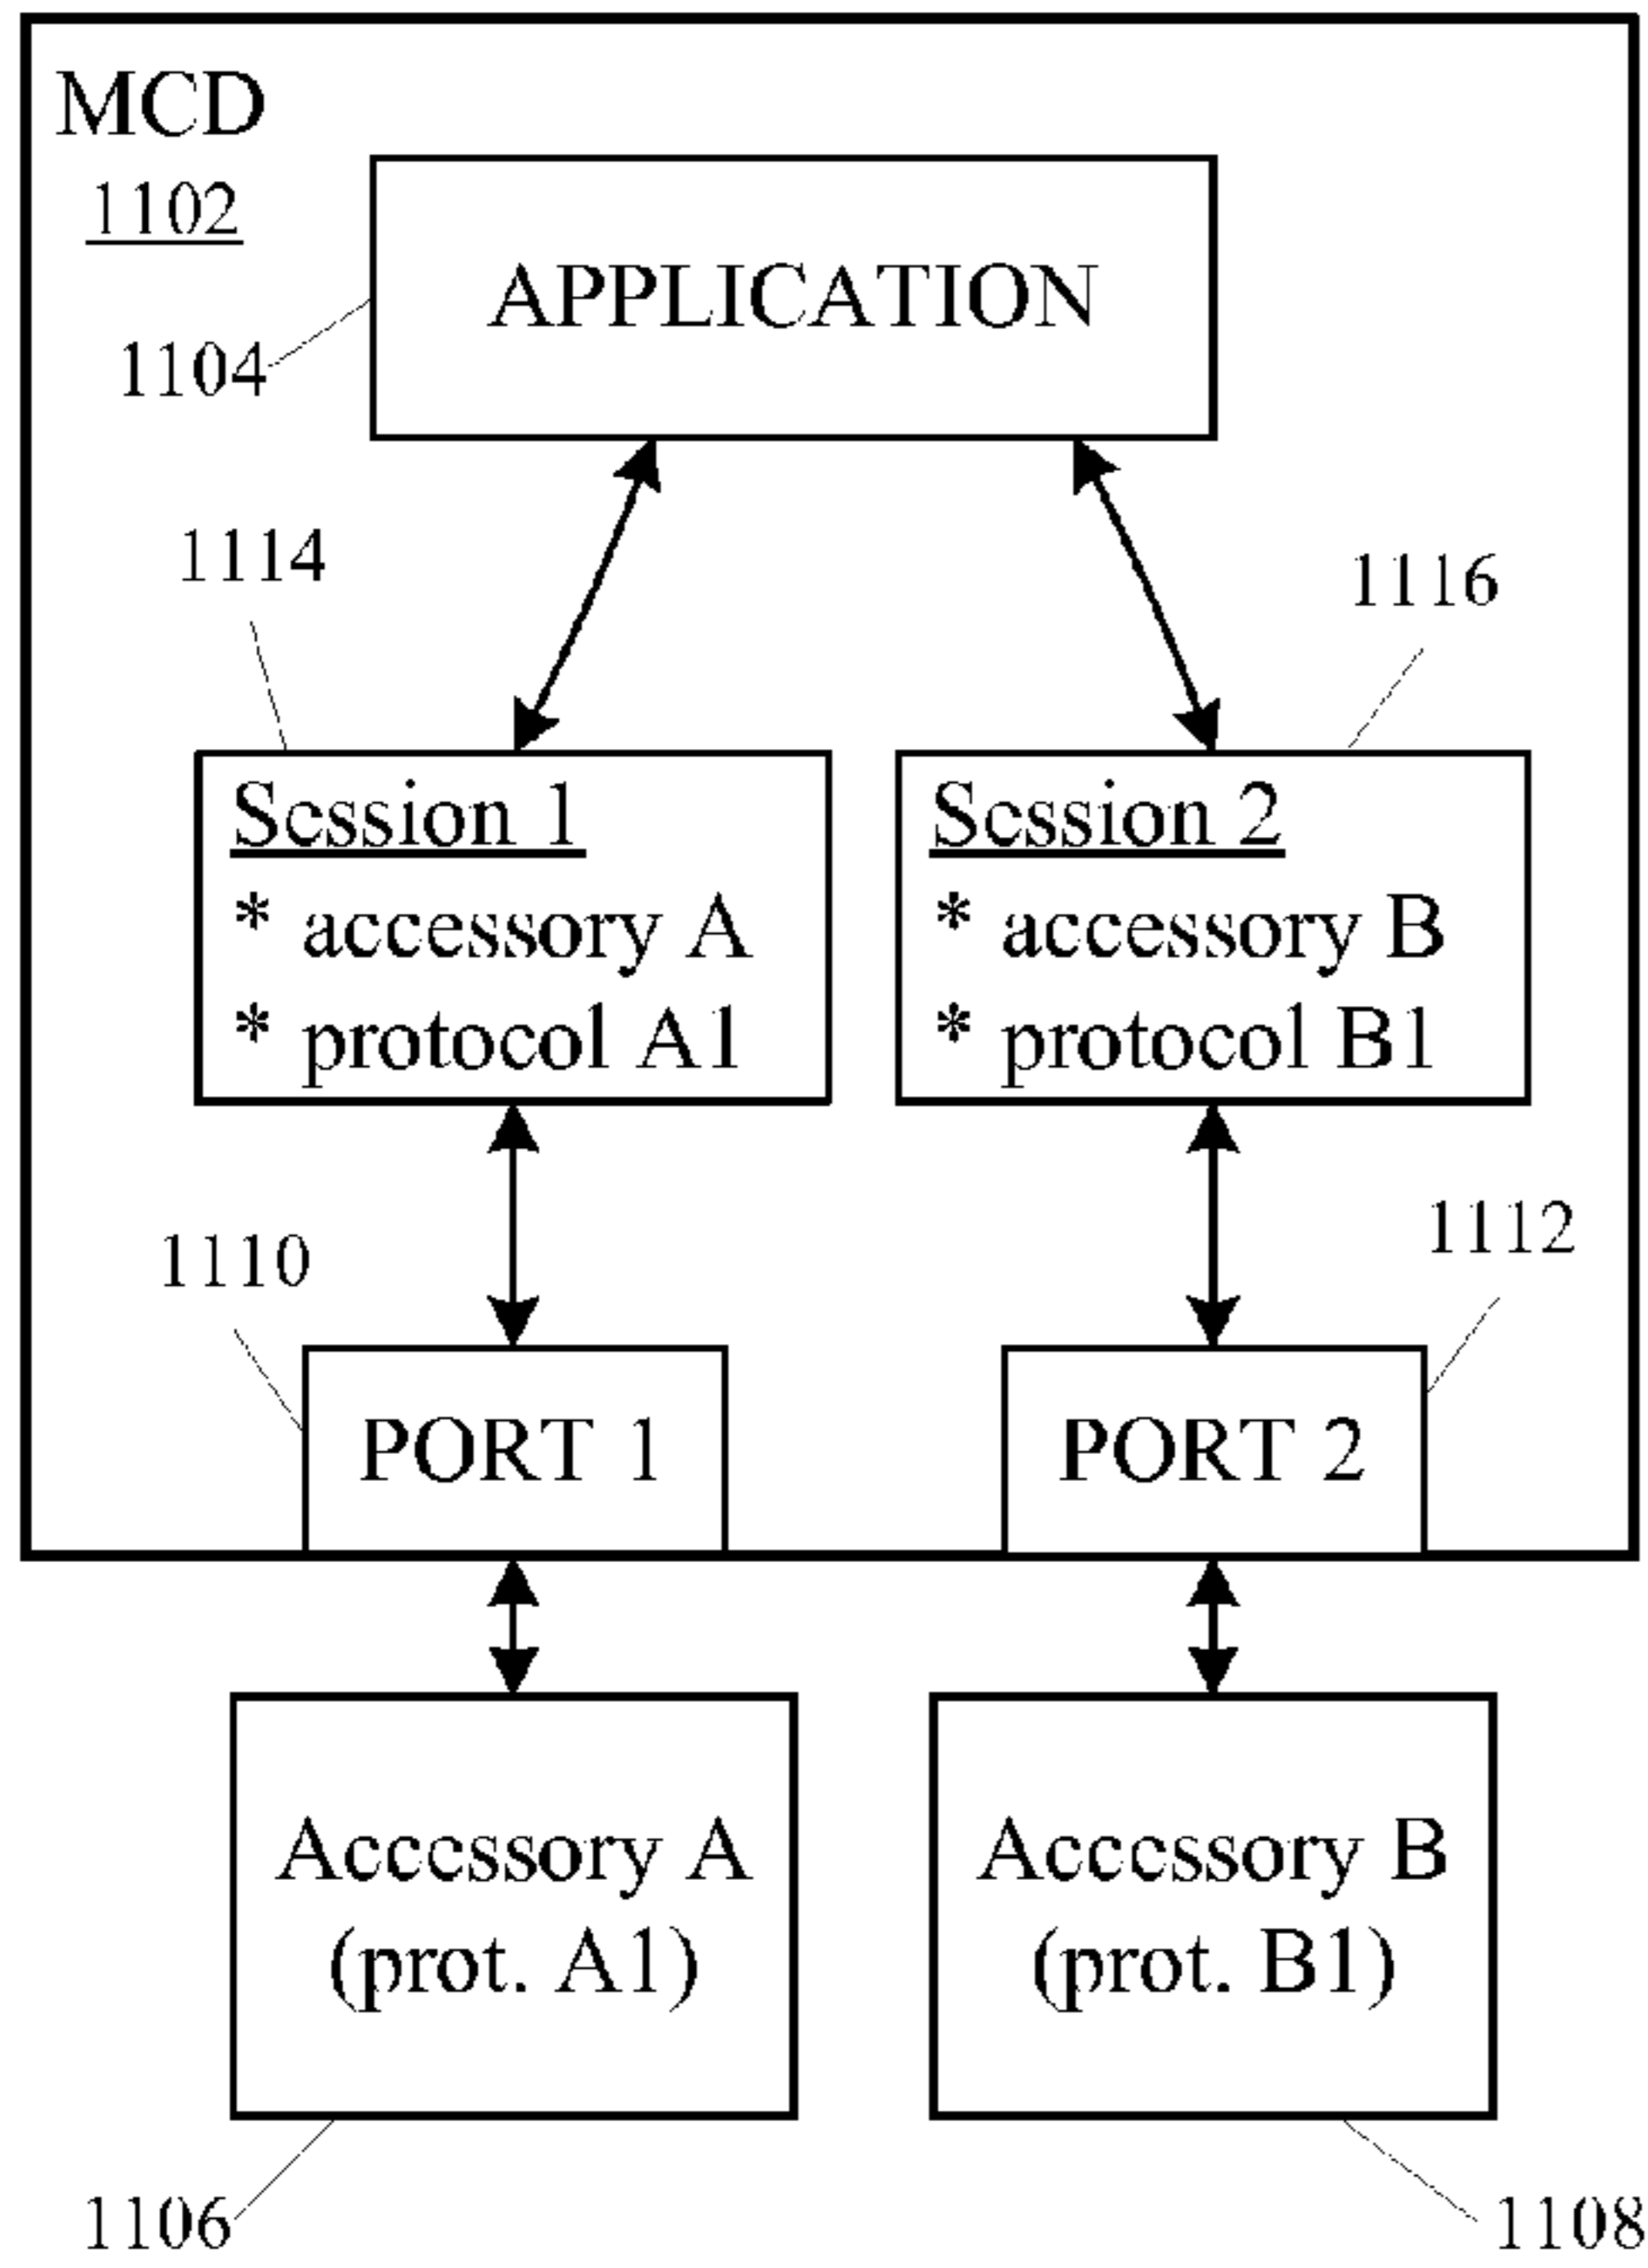 MCD
1102
APPLICATION
1104
1114
1116
Session 1
* accessory A
* protocol A1
Session 2
* accessory B
* protocol B1
1110
1112
PORT 1
PORT 2
Accessory A
(prot. A1)
Accessory B
(prot. B1)
1106
1108